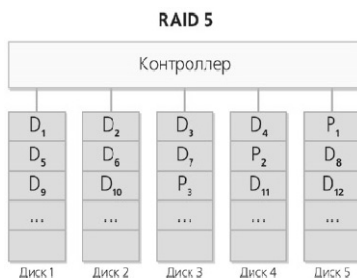 RAID 5
Контроллер
D₁ D₂ D₃ D₄ P₁
D₅ D₆ D₇ P₂ D₈
D₉ D₁₀ P₃ D₁₁ D₁₂
... ... ... ... ...
Диск 1 Диск 2 Диск 3 Диск 4 Диск 5